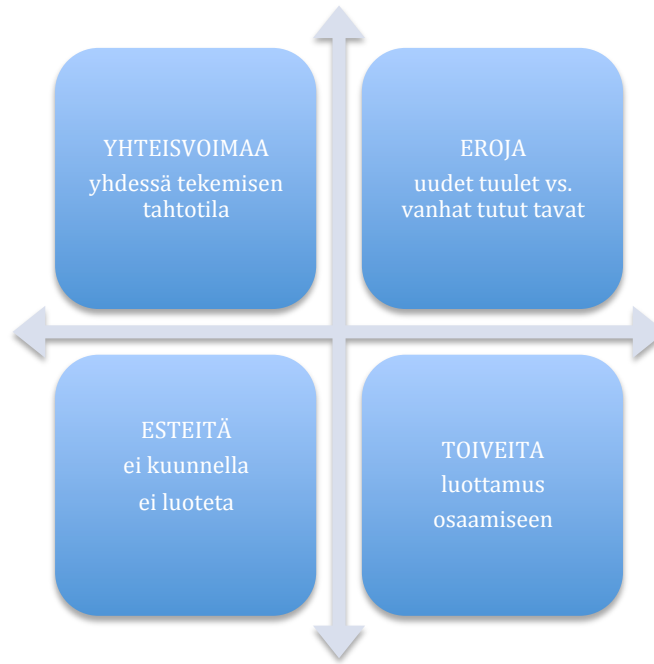 YHTEISVOIMAA
yhdessä tekemisen
tahtotila
EROJA
uudet tuulet vs.
vanhat tutut tavat
ESTEITÄ
ei kuunnella
ei luoteta
TOIVEITA
luottamus
osaamiseen